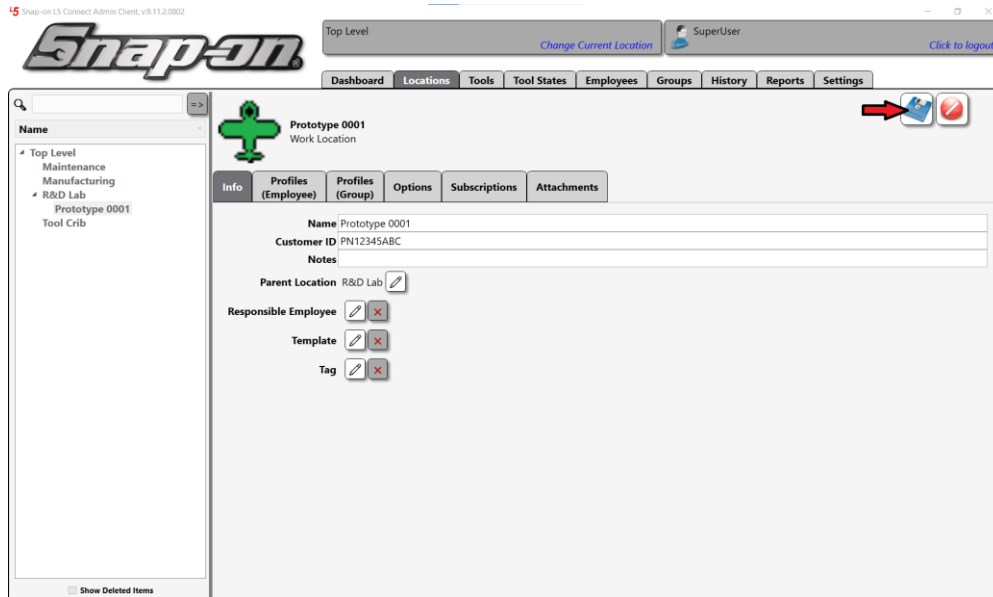 L5 Snap-on L5 Connect Admin Client, v:9.11.2.0802
Snap-on
Top Level
Change Current Location
SuperUser
Click to logout
Dashboard Locations Tools Tool States Employees Groups History Reports Settings
=>
Name
Top Level
Maintenance
Manufacturing
R&D Lab
Prototype 0001
Tool Crib
Show Deleted Items
Prototype 0001
Work Location
Info Profiles (Employee) Profiles (Group) Options Subscriptions Attachments
Name Prototype 0001
Customer ID PN12345ABC
Notes
Parent Location R&D Lab
Responsible Employee
Template
Tag